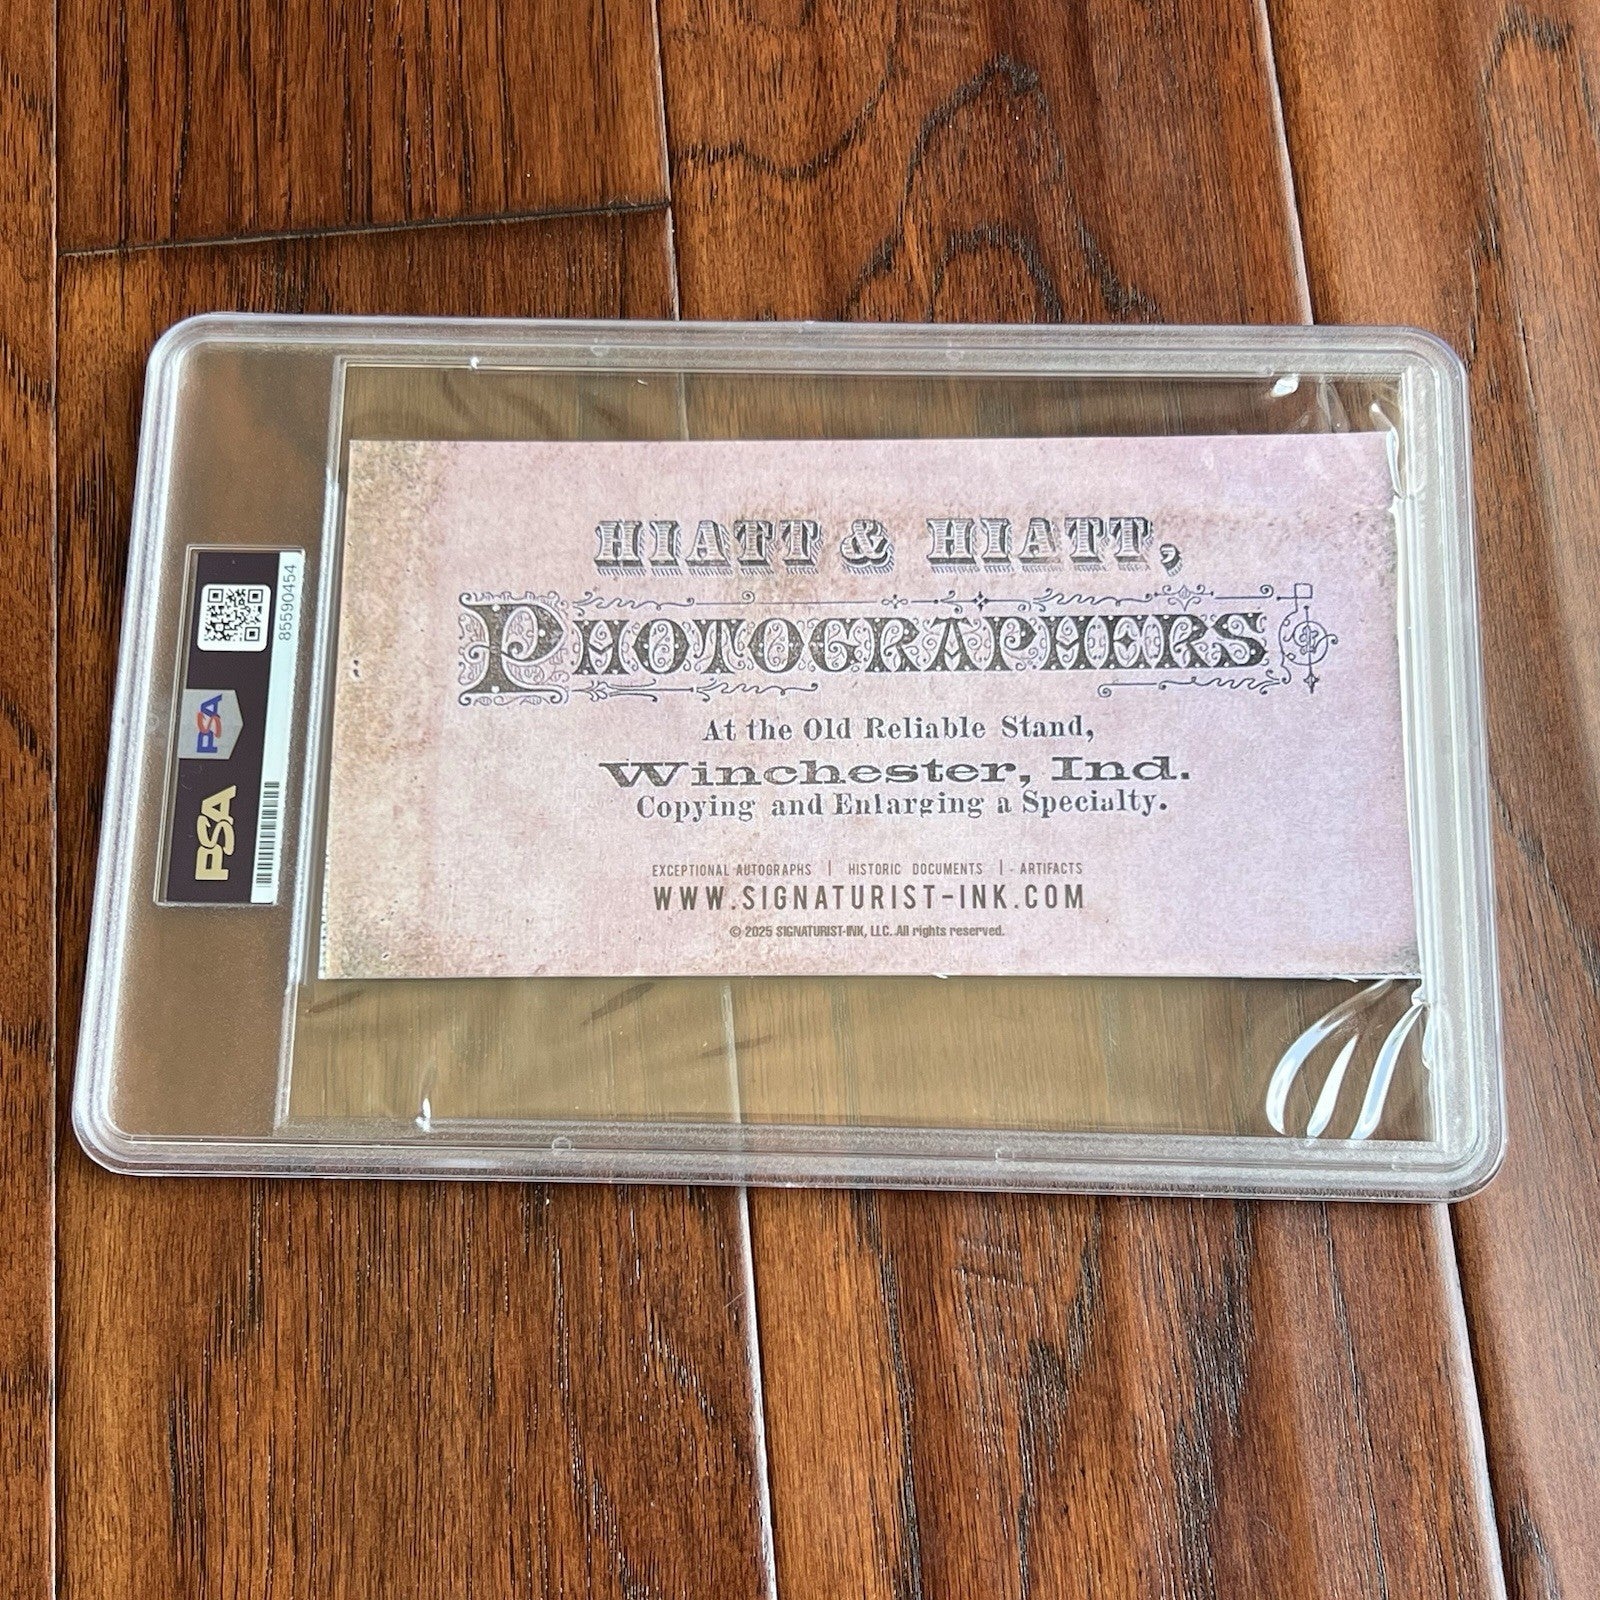 HIATT & HIATT,
PHOTOGRAPHERS
At the Old Reliable Stand,
Winchester, Ind.
Copying and Enlarging a Specialty.
EXCEPTIONAL AUTOGRAPHS | HISTORIC DOCUMENTS | ARTIFACTS
WWW.SIGNATURIST-INK.COM
© 2025 SIGNATURIST-INK, LLC. All rights reserved.
85590454
PSA
PSA